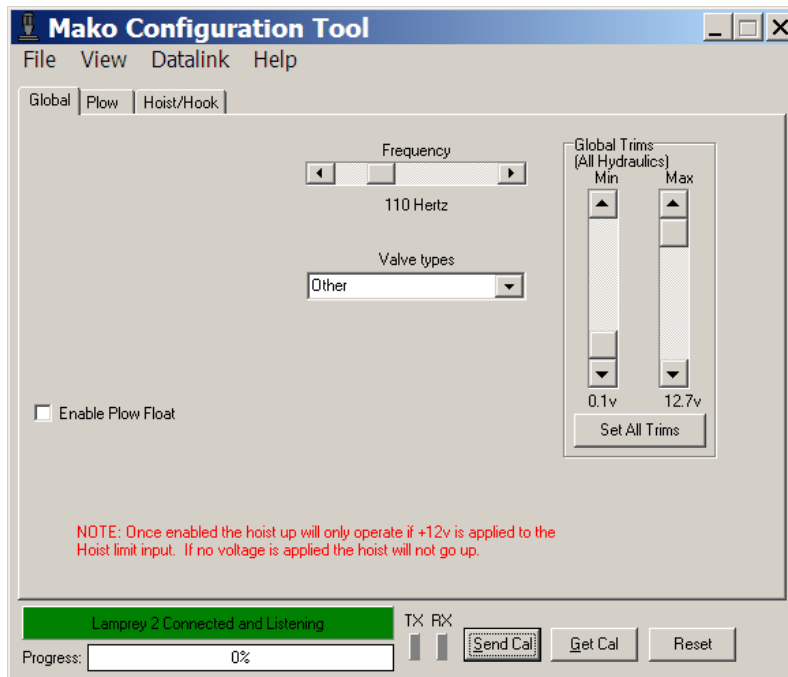 Mako Configuration Tool
File View Datalink Help
Global Plow Hoist/Hook
Frequency
110 Hertz
Valve types
Other
Global Trims
(All Hydraulics)
Min Max
0.1v 12.7v
Set All Trims
Enable Plow Float
NOTE: Once enabled the hoist up will only operate if +12v is applied to the
Hoist limit input. If no voltage is applied the hoist will not go up.
Lamprey 2 Connected and Listening
TX RX
Send Cal Get Cal Reset
Progress: 0%